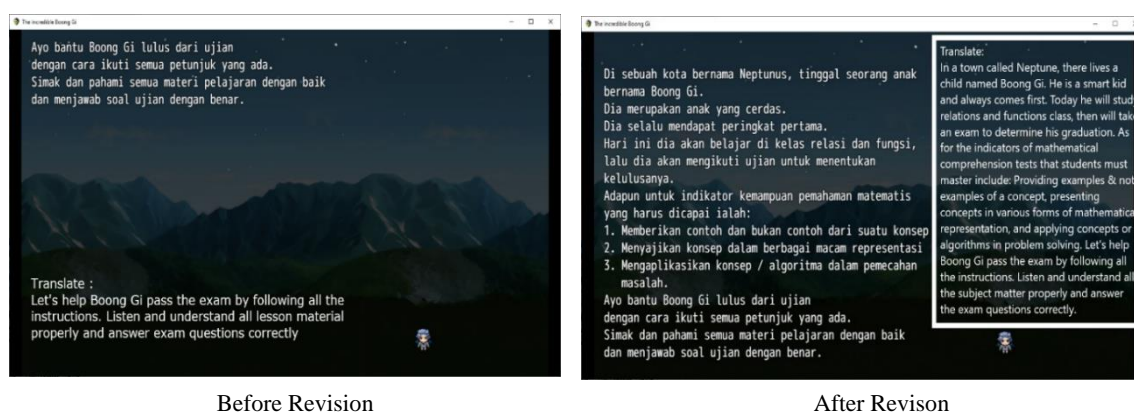 The incredible Boong Gi
Ayo bantu Boong Gi lulus dari ujian
dengan cara ikuti semua petunjuk yang ada.
Simak dan pahami semua materi pelajaran dengan baik
dan menjawab soal ujian dengan benar.
Translate :
Let's help Boong Gi pass the exam by following all the
instructions. Listen and understand all lesson material
properly and answer exam questions correctly
Before Revision
The incredible Boong Gi
Di sebuah kota bernama Neptunus, tinggal seorang anak
bernama Boong Gi.
Dia merupakan anak yang cerdas.
Dia selalu mendapat peringkat pertama.
Hari ini dia akan belajar di kelas relasi dan fungsi,
lalu dia akan mengikuti ujian untuk menentukan
kelulusanya.
Adapun untuk indikator kemampuan pemahaman matematis
yang harus dicapai ialah:
1. Memberikan contoh dan bukan contoh dari suatu konsep
2. Menyajikan konsep dalam berbagai macam representasi
3. Mengaplikasikan konsep / algoritma dalam pemecahan
masalah.
Ayo bantu Boong Gi lulus dari ujian
dengan cara ikuti semua petunjuk yang ada.
Simak dan pahami semua materi pelajaran dengan baik
dan menjawab soal ujian dengan benar.
Translate:
In a town called Neptune, there lives a
child named Boong Gi. He is a smart kid
and always comes first. Today he will stud
relations and functions class, then will take
an exam to determine his graduation. As
for the indicators of mathematical
comprehension tests that students must
master include: Providing examples & not
examples of a concept, presenting
concepts in various forms of mathematica
representation, and applying concepts or
algorithms in problem solving. Let's help
Boong Gi pass the exam by following all
the instructions. Listen and understand all
the subject matter properly and answer
the exam questions correctly.
After Revison